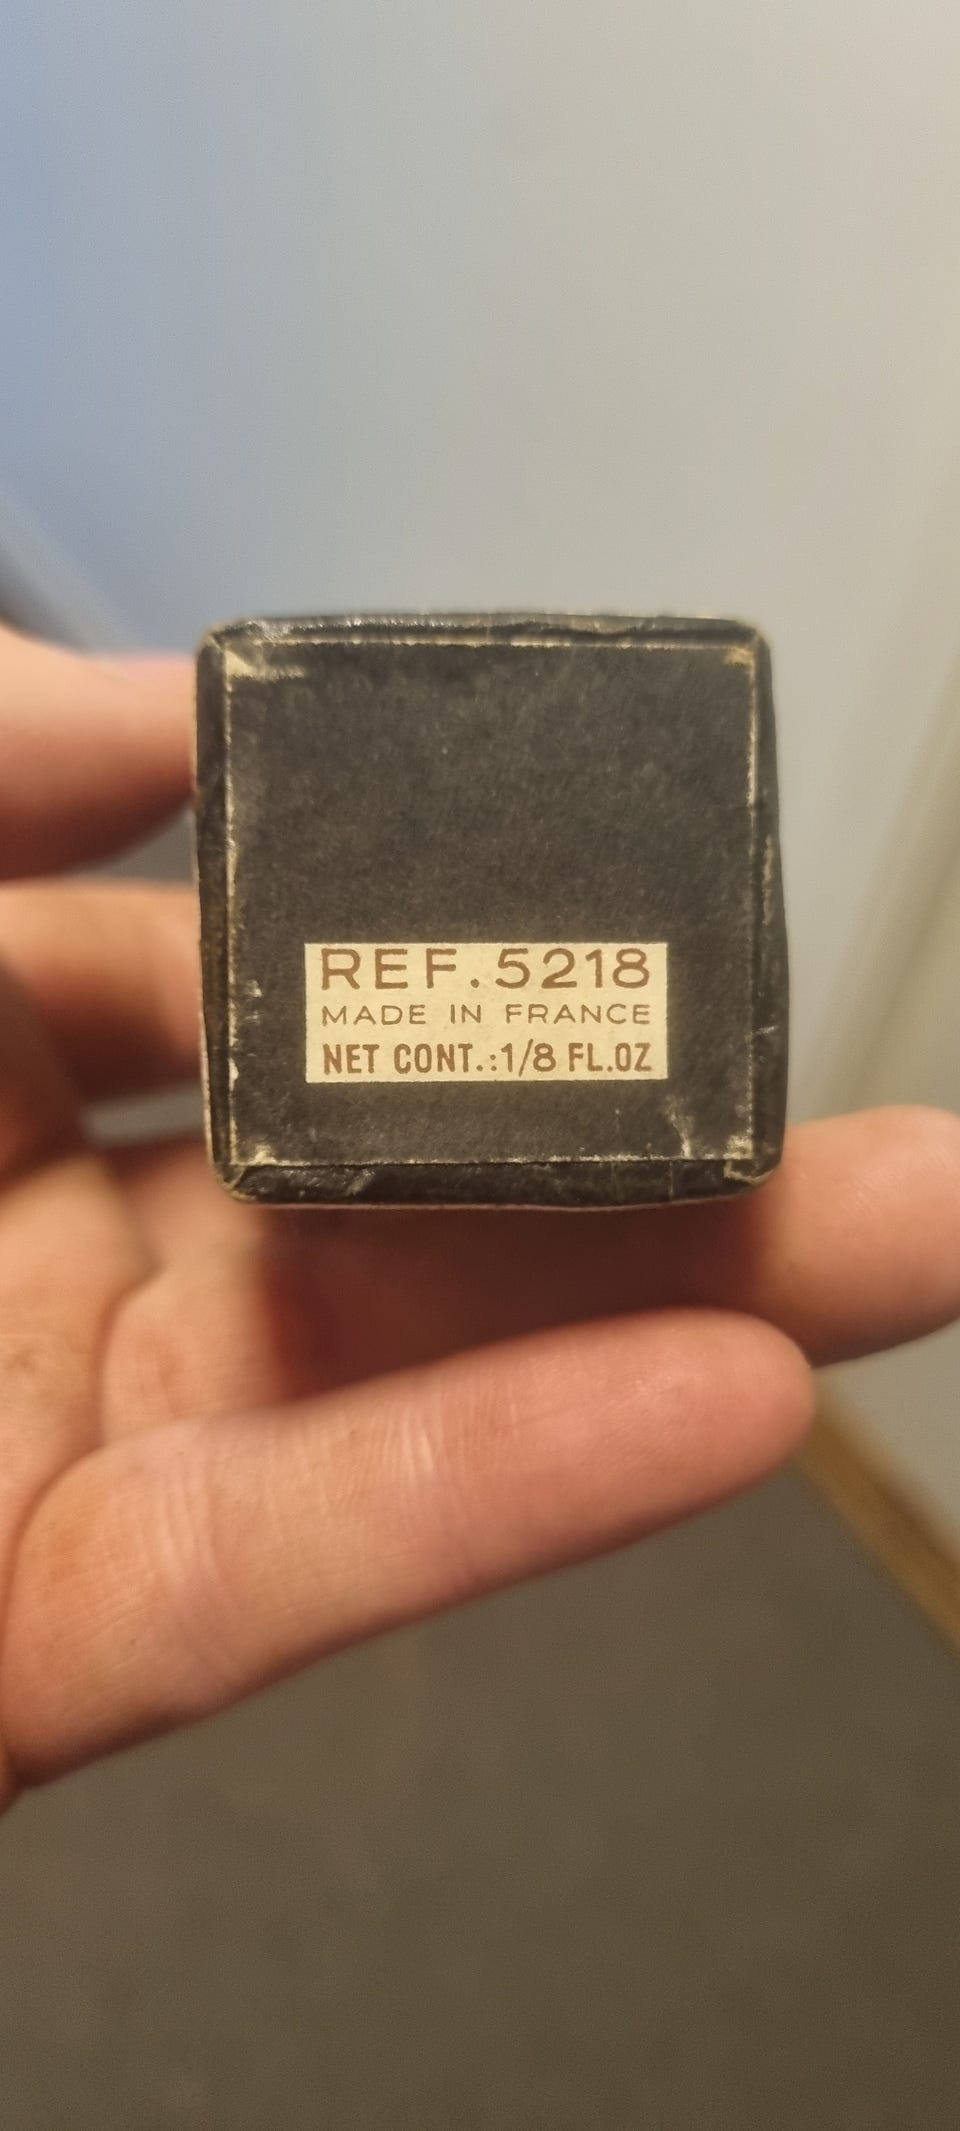 REF. 5218
MADE IN FRANCE
NET CONT.:1/8 FL.OZ